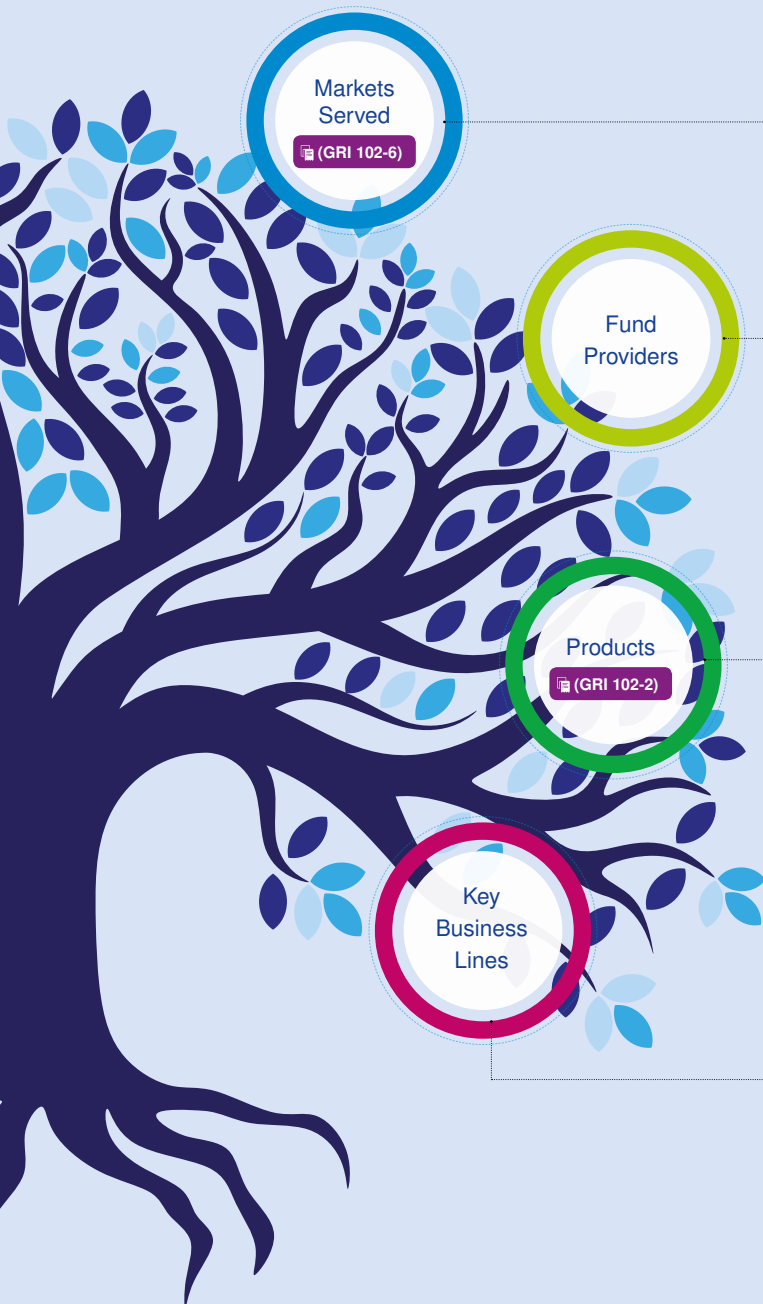 Markets
Served
(GRI 102-6)
Fund
Providers
Products
(GRI 102-2)
Key
Business
Lines